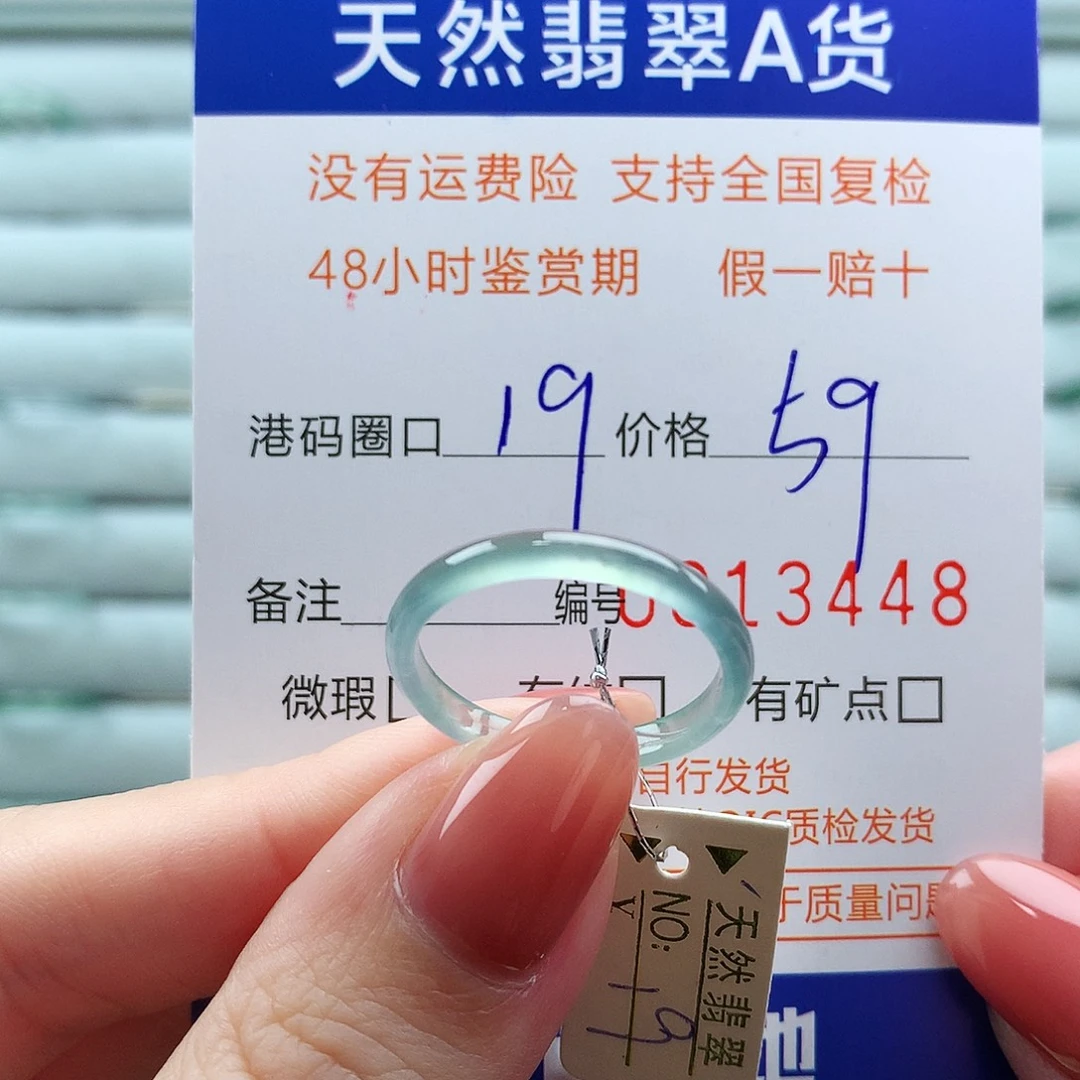 天然翡翠A货
没有运费险 支持全国复检
48小时鉴赏期 假一赔十
港码圈口 19 价格 59
备注 编号 13448
微瑕 有矿点
自行发货
质检发货
于质量问题
天然翡翠
NO: 19